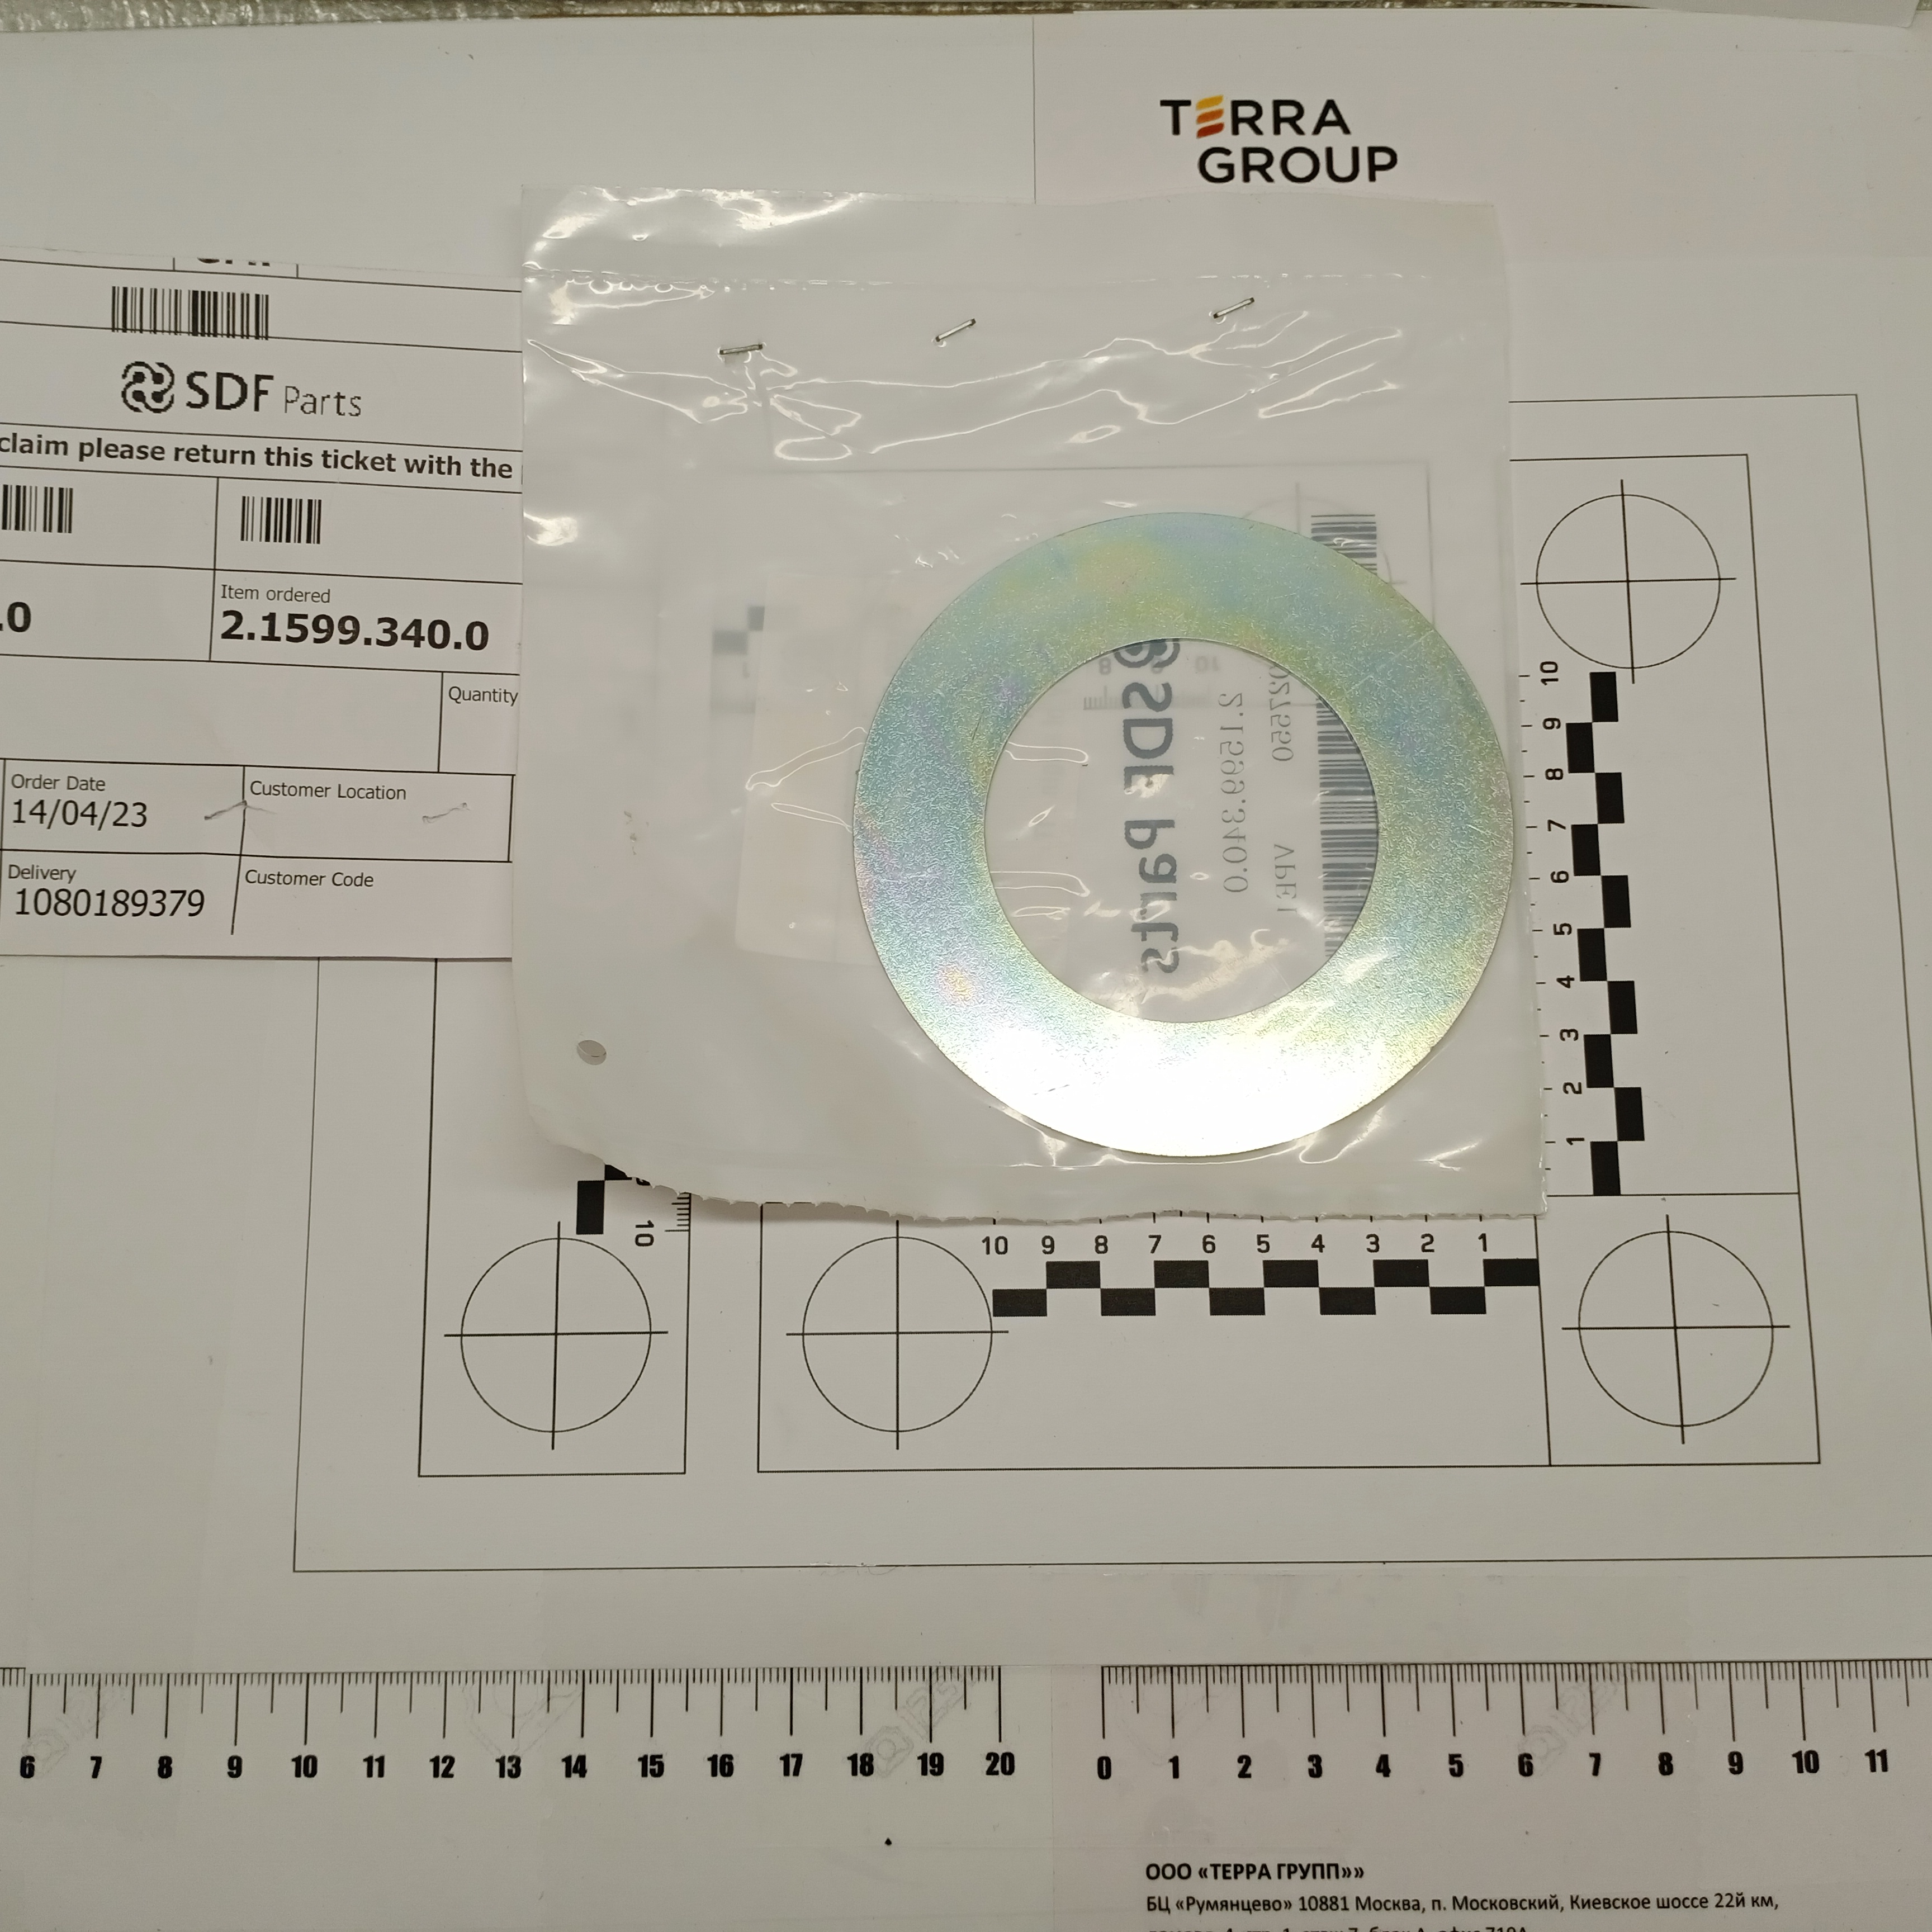 TERRA
GROUP
SDF Parts
claim please return this ticket with the
Item ordered
.0
2.1599.340.0
Quantity
Order Date
14/04/23
Customer Location
Delivery
1080189379
Customer Code
SDF Parts
2.1599.340.0
027550 VPE1
8 9 10
10
9
8
7
6
5
4
3
2
1
10
10 9 8 7 6 5 4 3 2 1
6 7 8 9 10 11 12 13 14 15 16 17 18 19 20
0 1 2 3 4 5 6 7 8 9 10 11
ООО «ТЕРРА ГРУПП»»
БЦ «Румянцево» 10881 Москва, п. Московский, Киевское шоссе 22й км,